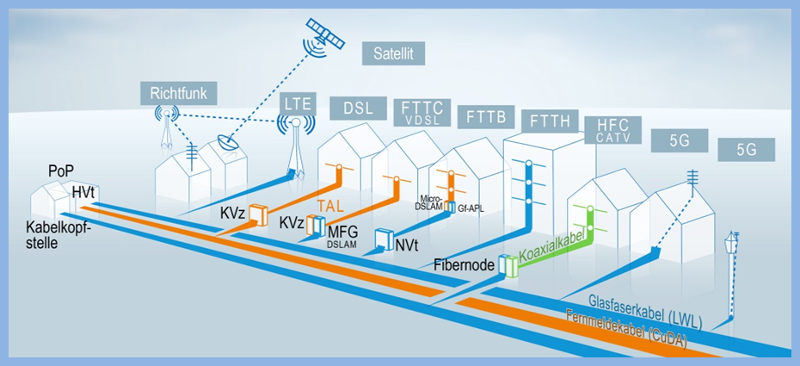 Satellit
Richtfunk
LTE
DSL
FTTC
VDSL
FTTB
FTTH
HFC
CATV
5G
5G
PoP
HVt
Kabelkopf-
stelle
KVz
TAL
KVz
MFG
DSLAM
Micro-
DSLAM
Gf-APL
NVt
Fibernode
Koaxialkabel
Glasfaserkabel (LWL)
Fernmeldekabel (CuDA)